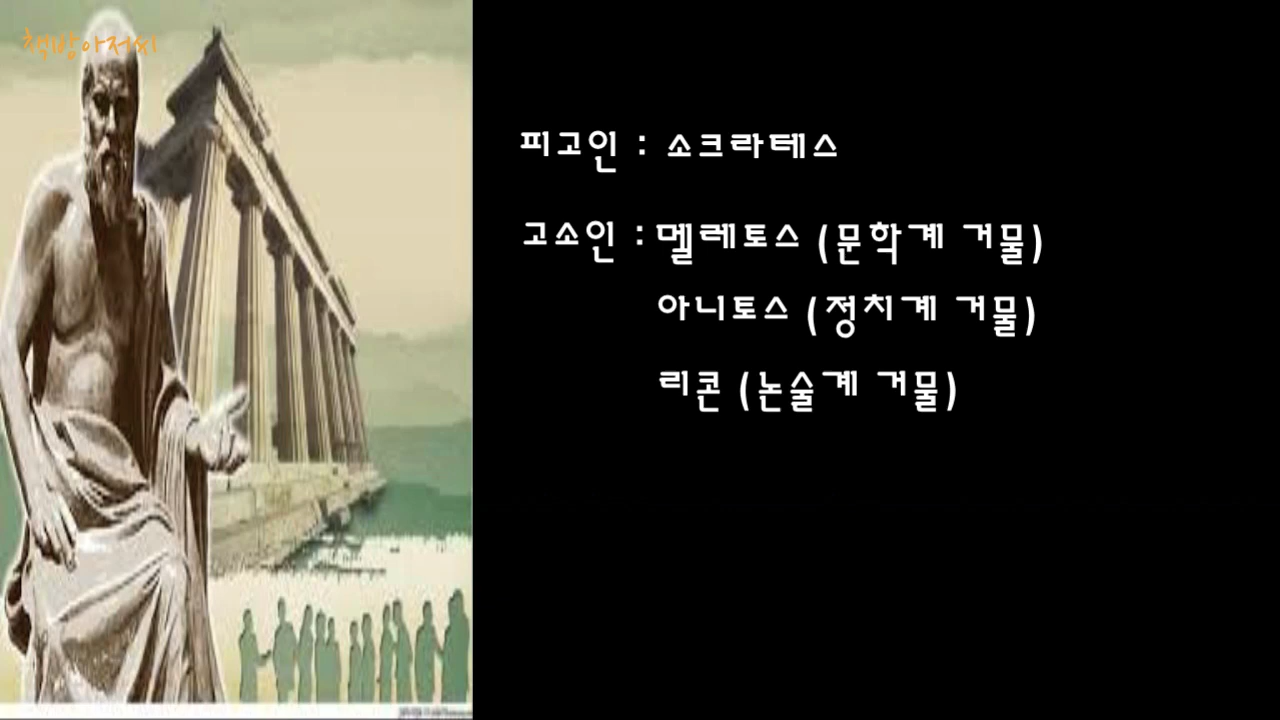 책방아저씨
피고인 : 소크라테스
고소인 : 멜레토스 (문학계 거물)
아니토스 (정치계 거물)
리콘 (논술계 거물)